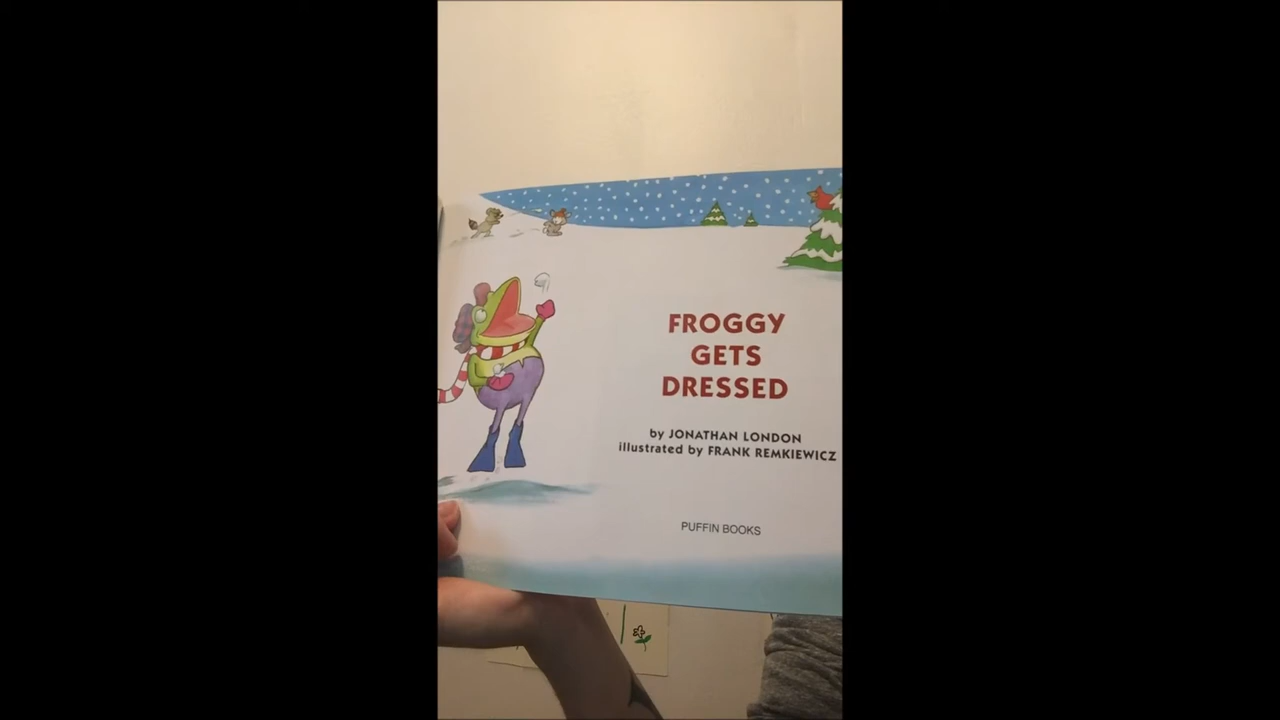 FROGGY
GETS
DRESSED
by JONATHAN LONDON
illustrated by FRANK REMKIEWICZ
PUFFIN BOOKS